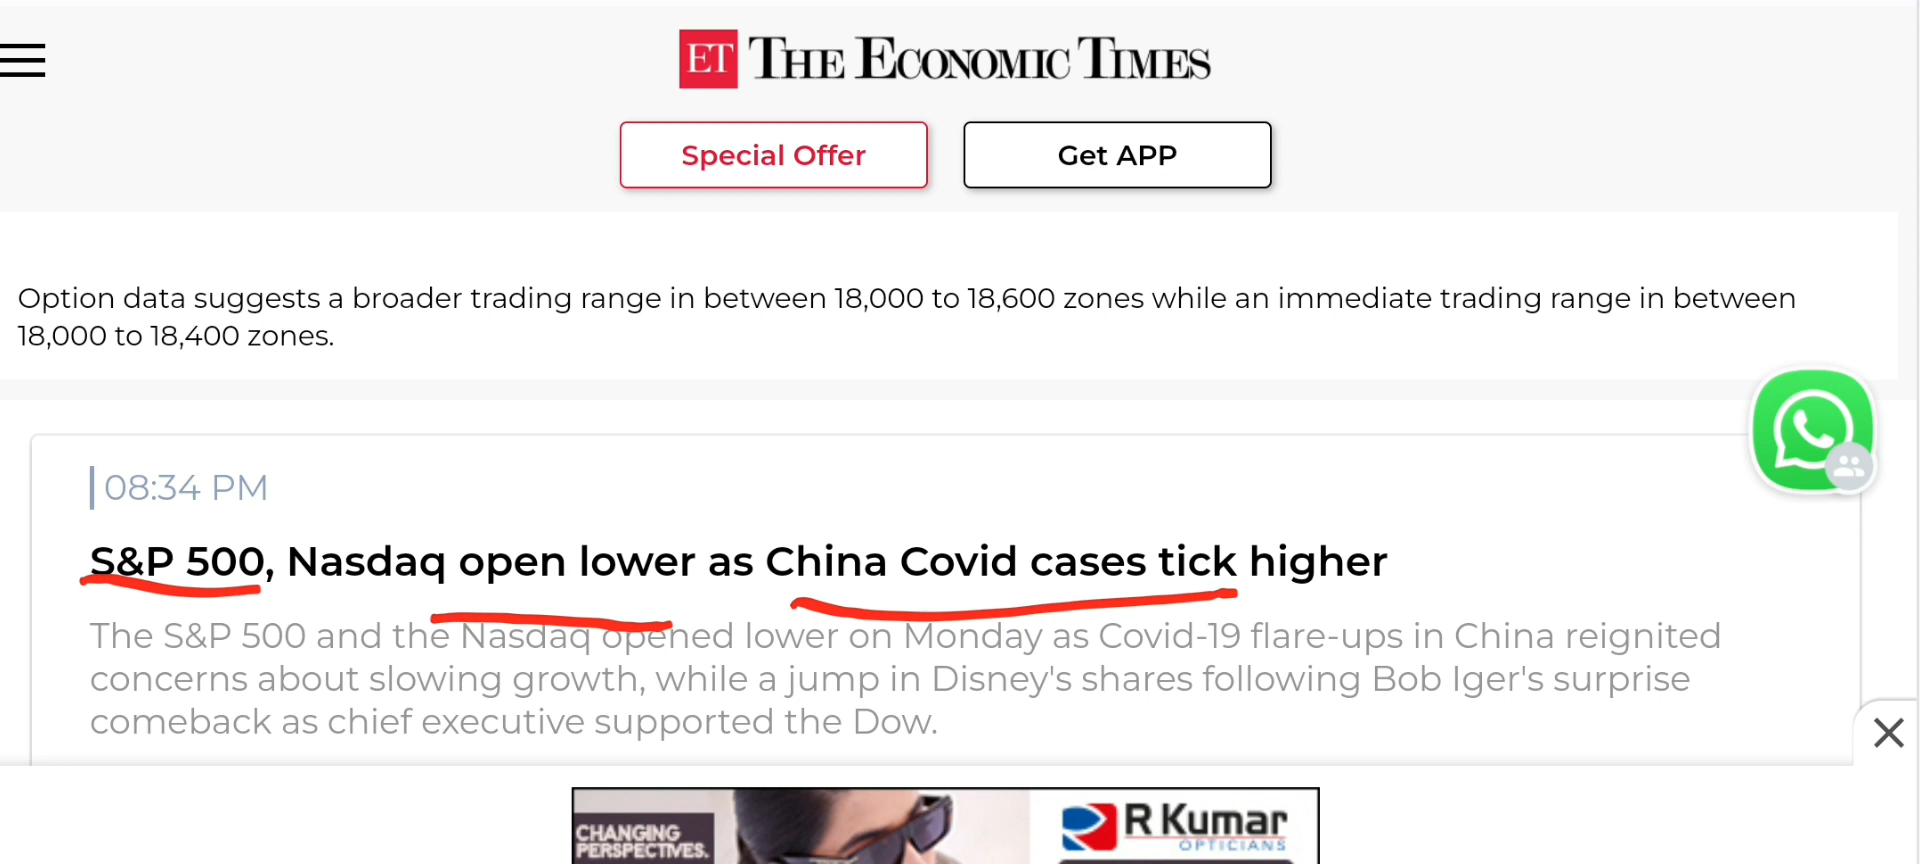 ET THE ECONOMIC TIMES
Special Offer
Get APP
Option data suggests a broader trading range in between 18,000 to 18,600 zones while an immediate trading range in between
18,000 to 18,400 zones.
08:34 PM
S&P 500, Nasdaq open lower as China Covid cases tick higher
The S&P 500 and the Nasdaq opened lower on Monday as Covid-19 flare-ups in China reignited
concerns about slowing growth, while a jump in Disney's shares following Bob Iger's surprise
comeback as chief executive supported the Dow.
CHANGING
PERSPECTIVES.
R Kumar
OPTICIANS